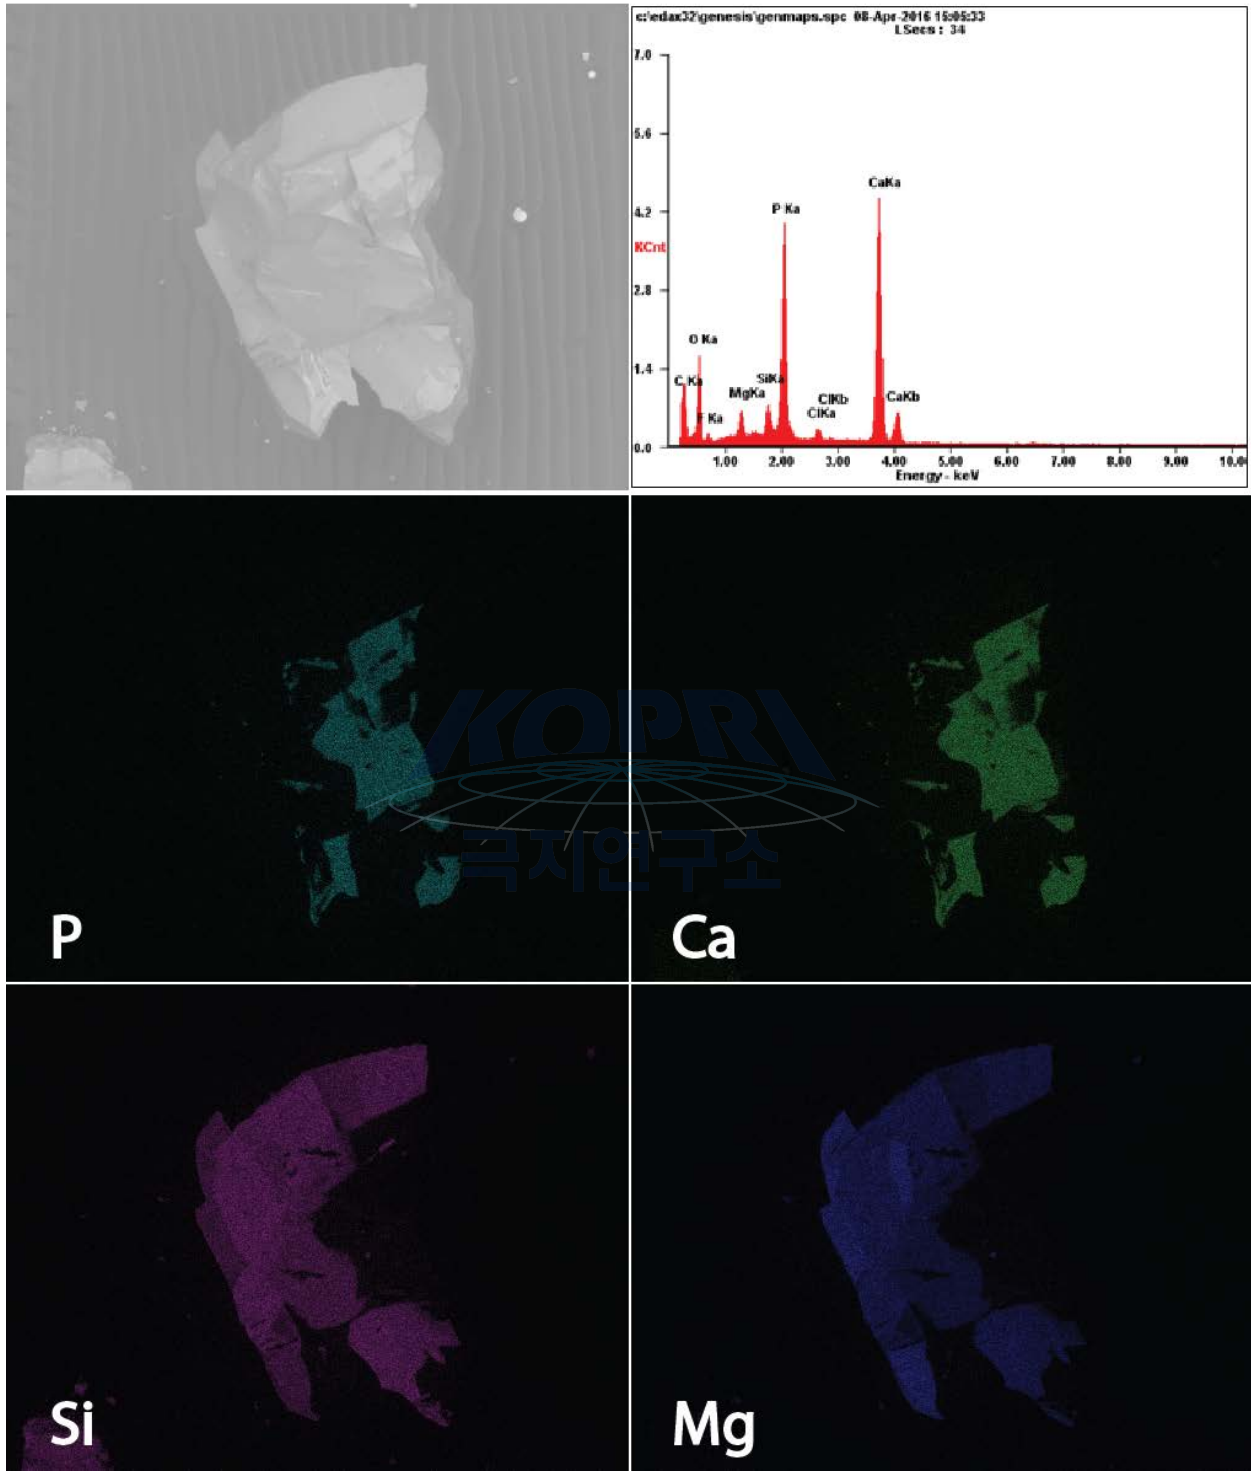 c:\edax32\genesis\genmaps.spc 08-Apr-2016 15:05:33
LSecs : 34
7.0
5.6
CaKa
P Ka
4.2
KCnt
2.8
O Ka
1.4
C Ka
SiKa
MgKa
ClKb
CaKb
F Ka
ClKa
0.0
1.00 2.00 3.00 4.00 5.00 6.00 7.00 8.00 9.00 10.0
Energy - keV
KOPRI
극지연구소
P
Ca
Si
Mg